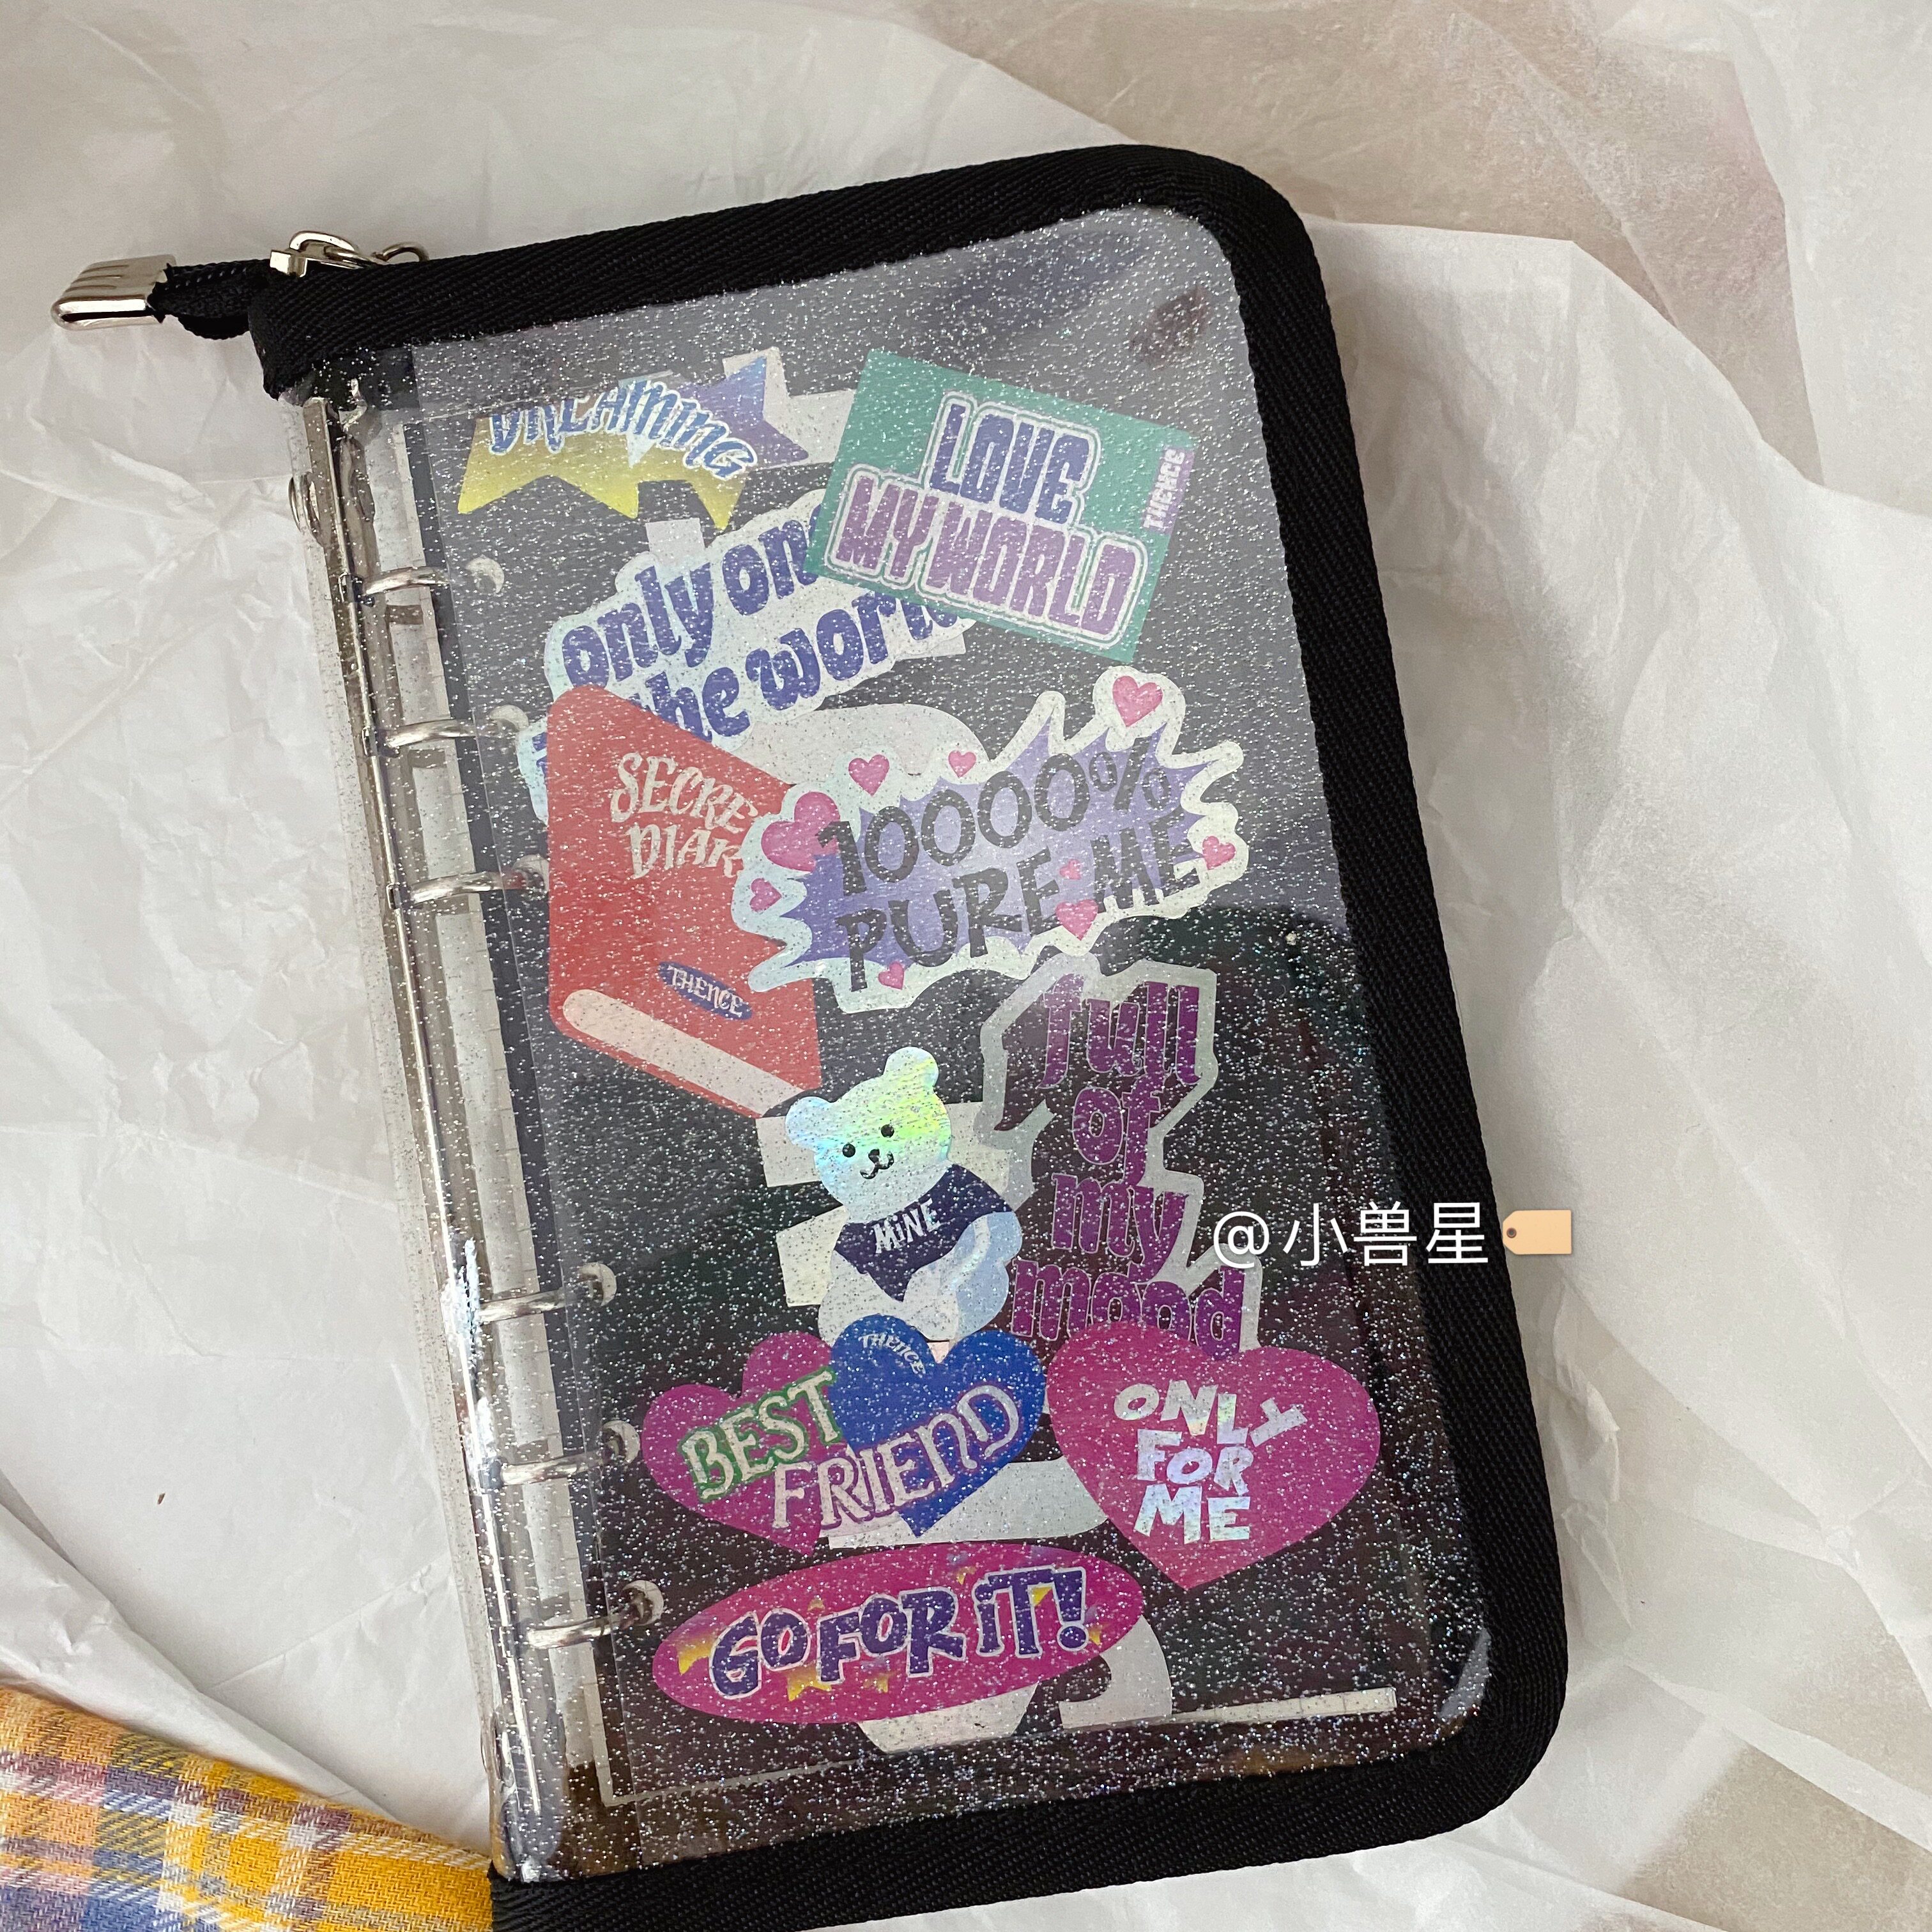 DREAMING
LOVE
MY WORLD
THENCE
only one
the world
SECRE
DIAR
THENCE
10000%
PURE ME
full
of
my
mood
MINE
@小兽星
THENCE
BEST
FRIEND
ONLY
FOR
ME
GO FOR IT!